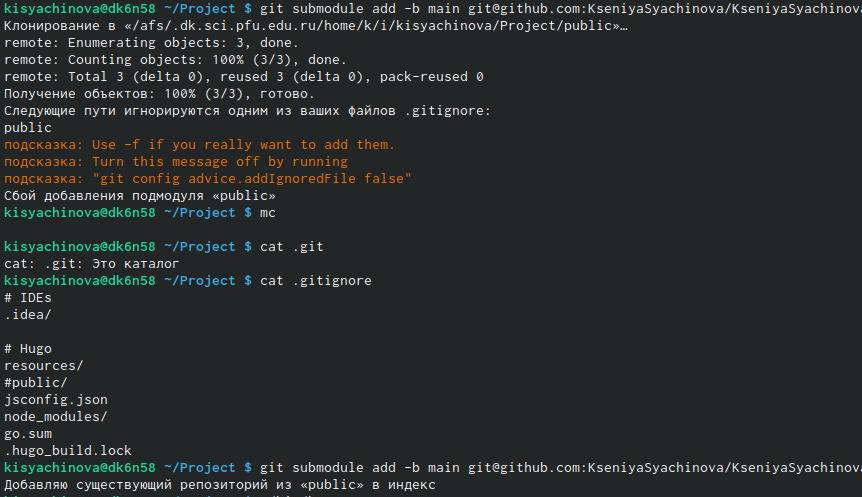 kisyachinova@dk6n58 ~/Project $ git submodule add -b main git@github.com:KseniyaSyachinova/KseniyaSyachinova
Клонирование в «/afs/.dk.sci.pfu.edu.ru/home/k/i/kisyachinova/Project/public»…
remote: Enumerating objects: 3, done.
remote: Counting objects: 100% (3/3), done.
remote: Total 3 (delta 0), reused 3 (delta 0), pack-reused 0
Получение объектов: 100% (3/3), готово.
Следующие пути игнорируются одним из ваших файлов .gitignore:
public
подсказка: Use -f if you really want to add them.
подсказка: Turn this message off by running
подсказка: "git config advice.addIgnoredFile false"
Сбой добавления подмодуля «public»
kisyachinova@dk6n58 ~/Project $ mc
kisyachinova@dk6n58 ~/Project $ cat .git
cat: .git: Это каталог
kisyachinova@dk6n58 ~/Project $ cat .gitignore
# IDEs
.idea/
# Hugo
resources/
#public/
jsconfig.json
node_modules/
go.sum
.hugo_build.lock
kisyachinova@dk6n58 ~/Project $ git submodule add -b main git@github.com:KseniyaSyachinova/KseniyaSyachinova
Добавляю существующий репозиторий из «public» в индекс